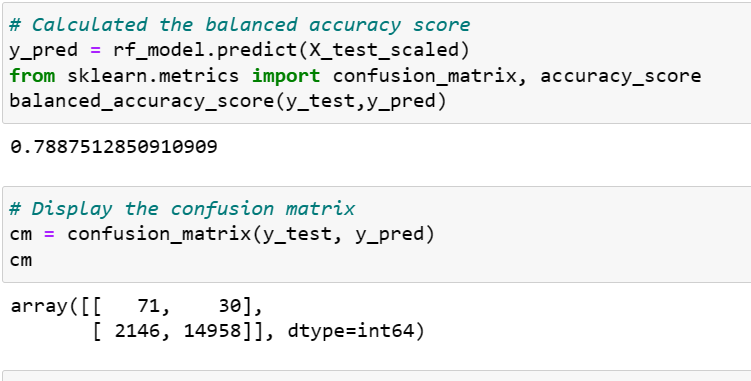 # Calculated the balanced accuracy score
y_pred = rf_model.predict(X_test_scaled)
from sklearn.metrics import confusion_matrix, accuracy_score
balanced_accuracy_score(y_test,y_pred)
0.7887512850910909
# Display the confusion matrix
cm = confusion_matrix(y_test, y_pred)
cm
array([[   71,    30],
       [ 2146, 14958]], dtype=int64)